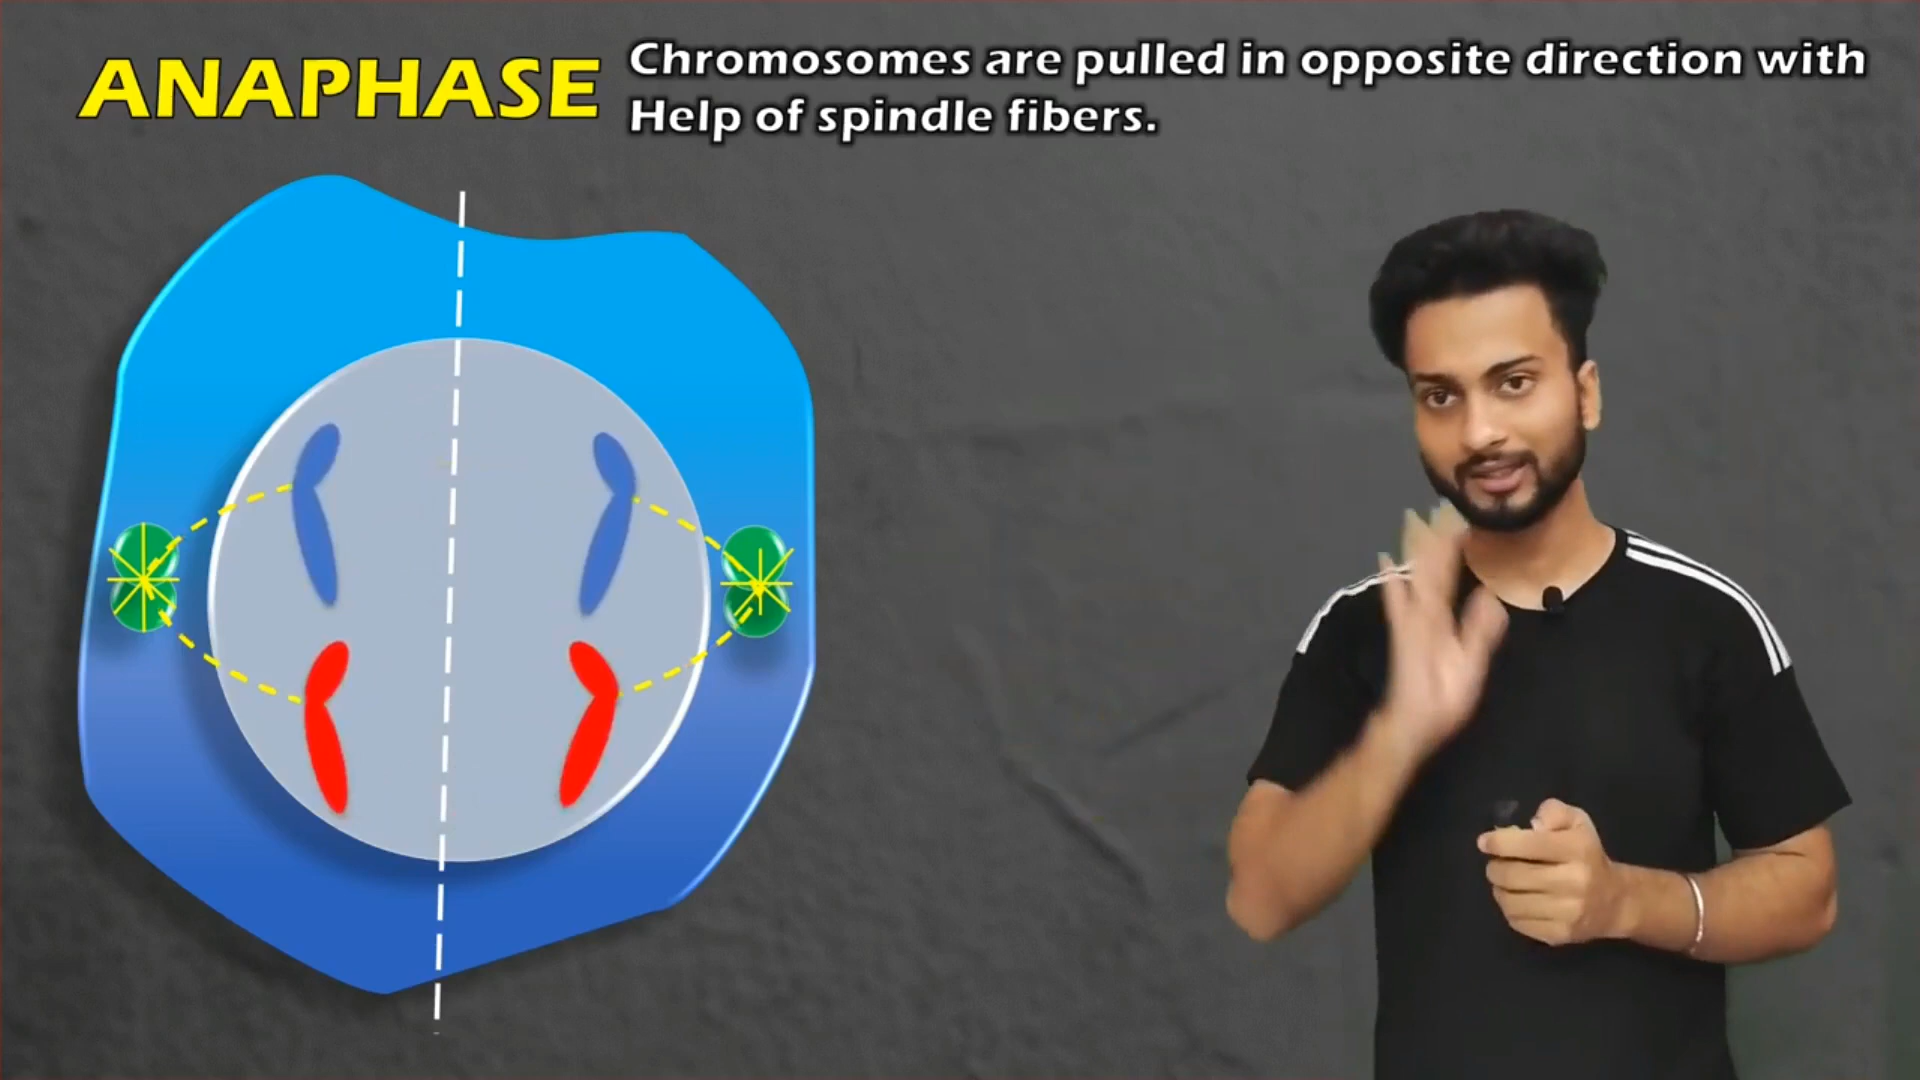 ANAPHASE
Chromosomes are pulled in opposite direction with
Help of spindle fibers.